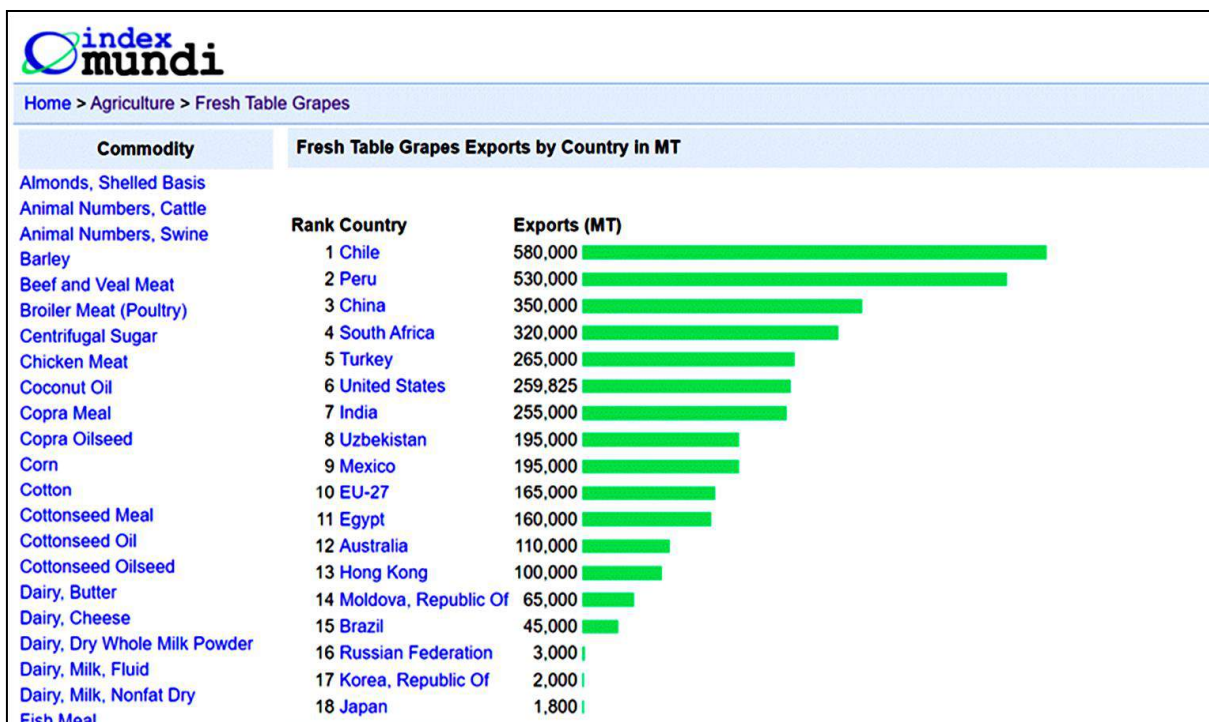 index
mundi
Home > Agriculture > Fresh Table Grapes
Commodity
Almonds, Shelled Basis
Animal Numbers, Cattle
Animal Numbers, Swine
Barley
Beef and Veal Meat
Broiler Meat (Poultry)
Centrifugal Sugar
Chicken Meat
Coconut Oil
Copra Meal
Copra Oilseed
Corn
Cotton
Cottonseed Meal
Cottonseed Oil
Cottonseed Oilseed
Dairy, Butter
Dairy, Cheese
Dairy, Dry Whole Milk Powder
Dairy, Milk, Fluid
Dairy, Milk, Nonfat Dry
Fish Meal
Fresh Table Grapes Exports by Country in MT
Rank Country Exports (MT)
1 Chile 580,000
2 Peru 530,000
3 China 350,000
4 South Africa 320,000
5 Turkey 265,000
6 United States 259,825
7 India 255,000
8 Uzbekistan 195,000
9 Mexico 195,000
10 EU-27 165,000
11 Egypt 160,000
12 Australia 110,000
13 Hong Kong 100,000
14 Moldova, Republic Of 65,000
15 Brazil 45,000
16 Russian Federation 3,000
17 Korea, Republic Of 2,000
18 Japan 1,800